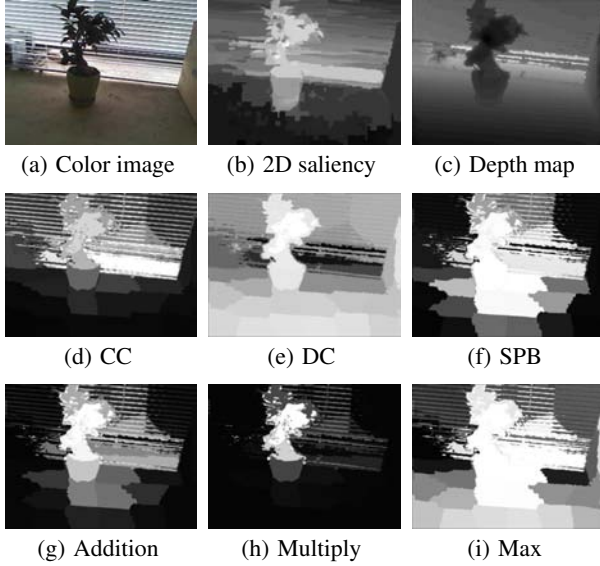 (a) Color image
(b) 2D saliency
(c) Depth map
(d) CC
(e) DC
(f) SPB
(g) Addition
(h) Multiply
(i) Max